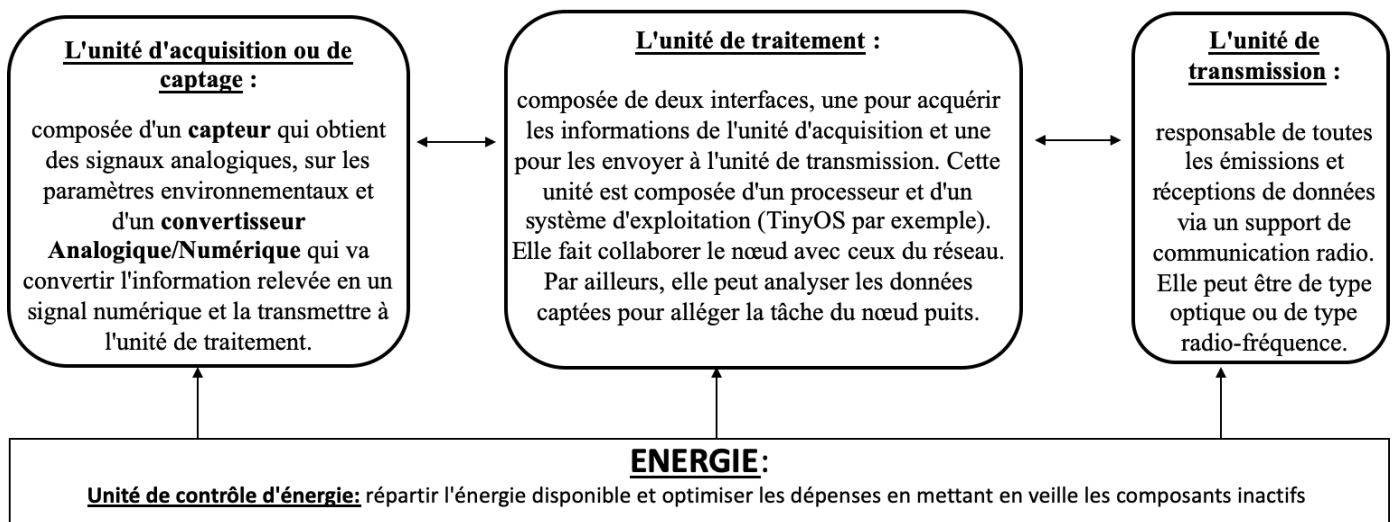 L'unité d'acquisition ou de
captage :
composée d'un capteur qui obtient
des signaux analogiques, sur les
paramètres environnementaux et
d'un convertisseur
Analogique/Numérique qui va
convertir l'information relevée en un
signal numérique et la transmettre à
l'unité de traitement.
L'unité de traitement :
composée de deux interfaces, une pour acquérir
les informations de l'unité d'acquisition et une
pour les envoyer à l'unité de transmission. Cette
unité est composée d'un processeur et d'un
système d'exploitation (TinyOS par exemple).
Elle fait collaborer le nœud avec ceux du réseau.
Par ailleurs, elle peut analyser les données
captées pour alléger la tâche du nœud puits.
L'unité de
transmission :
responsable de toutes
les émissions et
réceptions de données
via un support de
communication radio.
Elle peut être de type
optique ou de type
radio-fréquence.
ENERGIE:
Unité de contrôle d'énergie: répartir l'énergie disponible et optimiser les dépenses en mettant en veille les composants inactifs